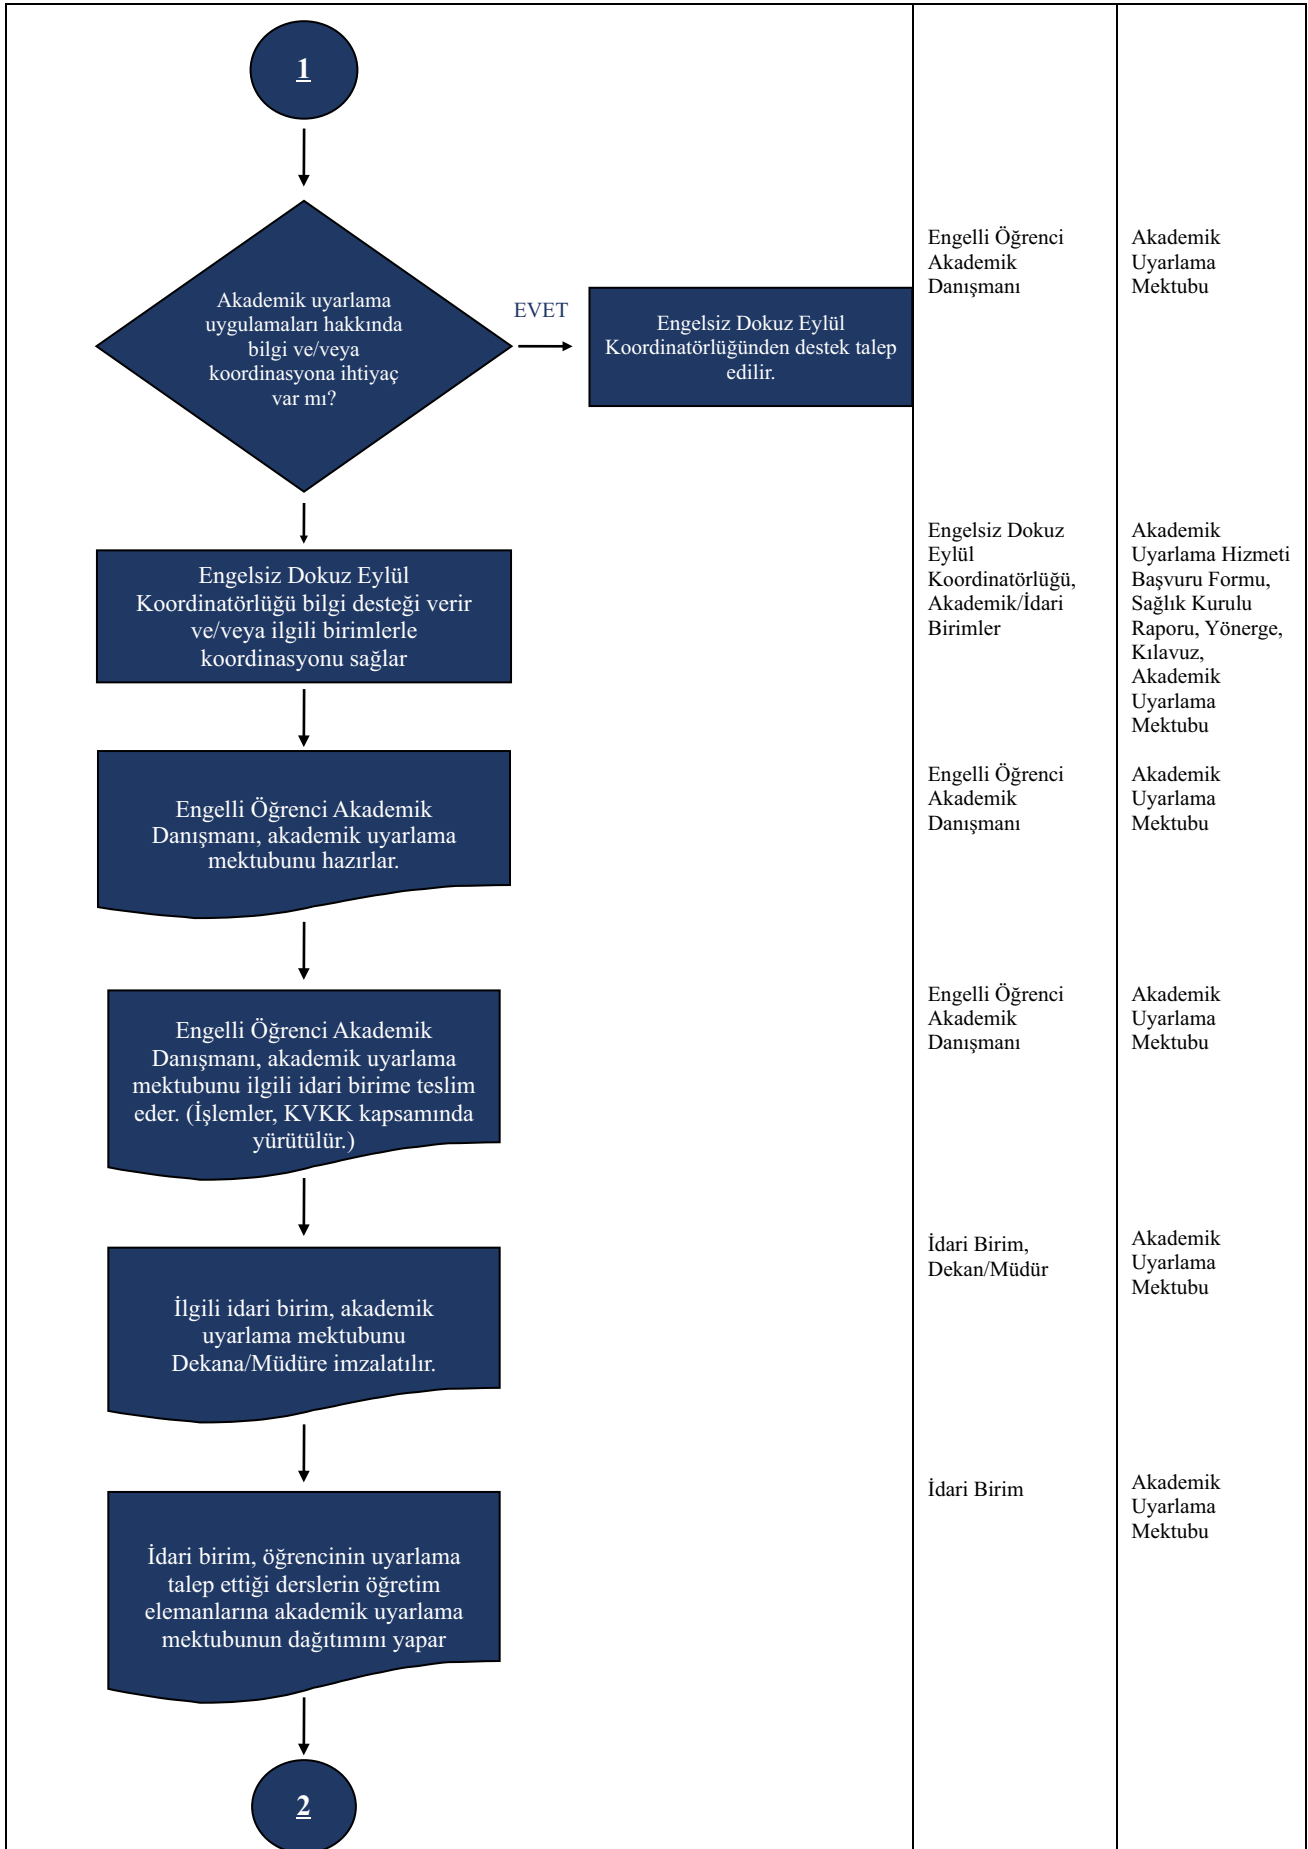 1
Akademik uyarlama
uygulamaları hakkında
bilgi ve/veya
koordinasyona ihtiyaç
var mı?
EVET
Engelsiz Dokuz Eylül
Koordinatörlüğünden destek talep
edilir.
Engelli Öğrenci
Akademik
Danışmanı
Akademik
Uyarlama
Mektubu
Engelsiz Dokuz Eylül
Koordinatörlüğü bilgi desteği verir
ve/veya ilgili birimlerle
koordinasyonu sağlar
Engelsiz Dokuz
Eylül
Koordinatörlüğü,
Akademik/İdari
Birimler
Akademik
Uyarlama Hizmeti
Başvuru Formu,
Sağlık Kurulu
Raporu, Yönerge,
Kılavuz,
Akademik
Uyarlama
Mektubu
Engelli Öğrenci Akademik
Danışmanı, akademik uyarlama
mektubunu hazırlar.
Engelli Öğrenci
Akademik
Danışmanı
Akademik
Uyarlama
Mektubu
Engelli Öğrenci Akademik
Danışmanı, akademik uyarlama
mektubunu ilgili idari birime teslim
eder. (İşlemler, KVKK kapsamında
yürütülür.)
Engelli Öğrenci
Akademik
Danışmanı
Akademik
Uyarlama
Mektubu
İlgili idari birim, akademik
uyarlama mektubunu
Dekana/Müdüre imzalatılır.
İdari Birim,
Dekan/Müdür
Akademik
Uyarlama
Mektubu
İdari birim, öğrencinin uyarlama
talep ettiği derslerin öğretim
elemanlarına akademik uyarlama
mektubunun dağıtımını yapar
İdari Birim
Akademik
Uyarlama
Mektubu
2